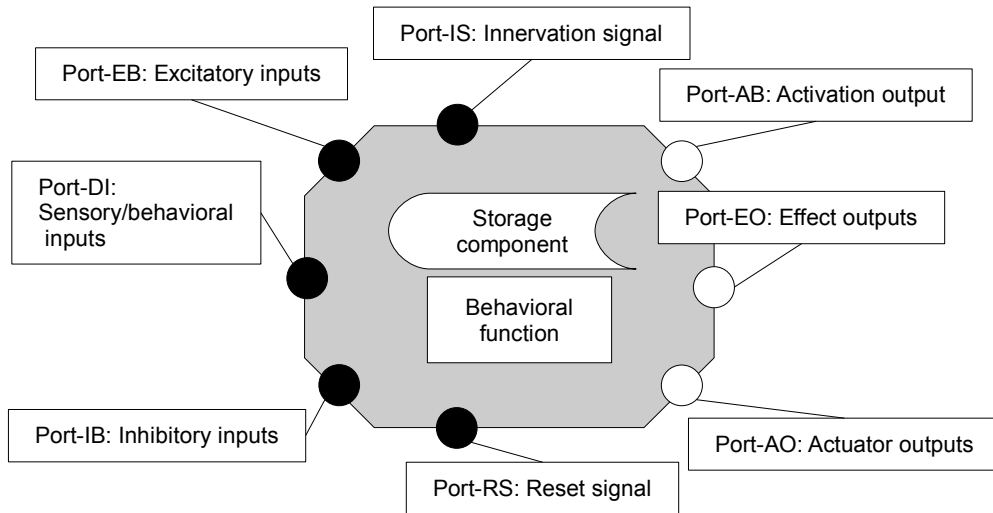 Port-IS: Innervation signal
Port-EB: Excitatory inputs
Port-AB: Activation output
Port-DI:
Sensory/behavioral
inputs
Storage
component
Port-EO: Effect outputs
Behavioral
function
Port-IB: Inhibitory inputs
Port-AO: Actuator outputs
Port-RS: Reset signal